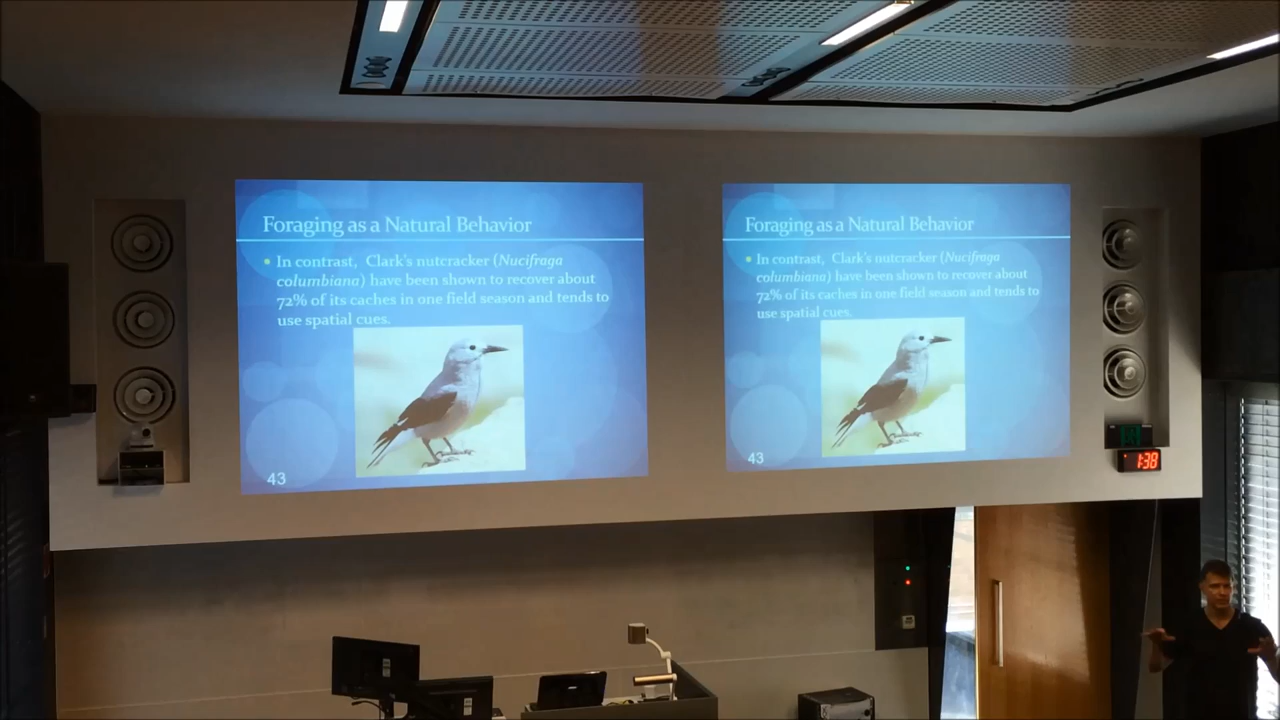 Foraging as a Natural Behavior
In contrast, Clark's nutcracker (Nucifraga
columbiana) have been shown to recover about
72% of its caches in one field season and tends to
use spatial cues.
43
Foraging as a Natural Behavior
In contrast, Clark's nutcracker (Nucifraga
columbiana) have been shown to recover about
72% of its caches in one field season and tends to
use spatial cues.
43
1:38